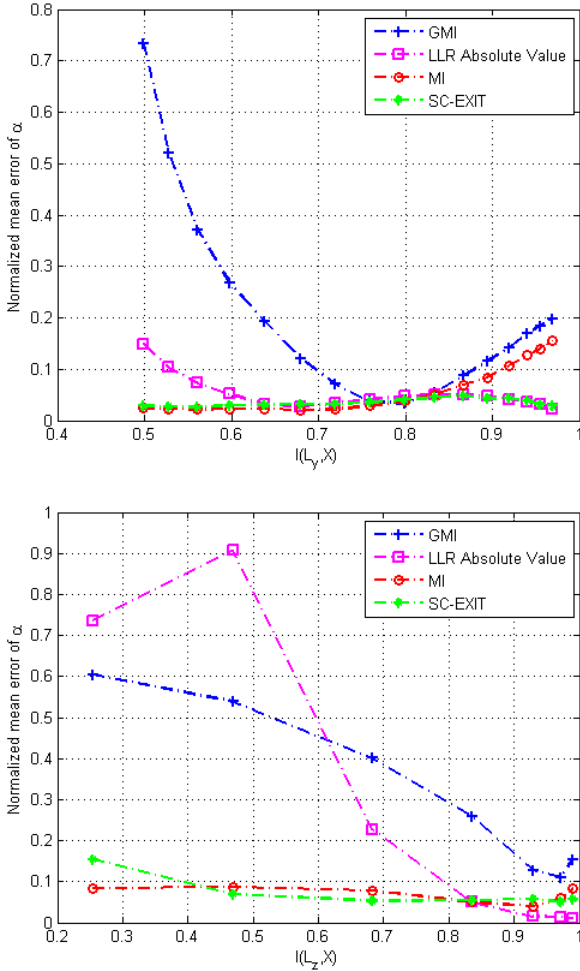 0.8
0.7
0.6
0.5
0.4
0.3
0.2
0.1
0
Normalized mean error of α
GMI
LLR Absolute Value
MI
SC-EXIT
0.4 0.5 0.6 0.7 0.8 0.9 1
I(L_y,X)
1
0.9
0.8
0.7
0.6
0.5
0.4
0.3
0.2
0.1
0
Normalized mean error of α
GMI
LLR Absolute Value
MI
SC-EXIT
0.2 0.3 0.4 0.5 0.6 0.7 0.8 0.9 1
I(L_z,X)